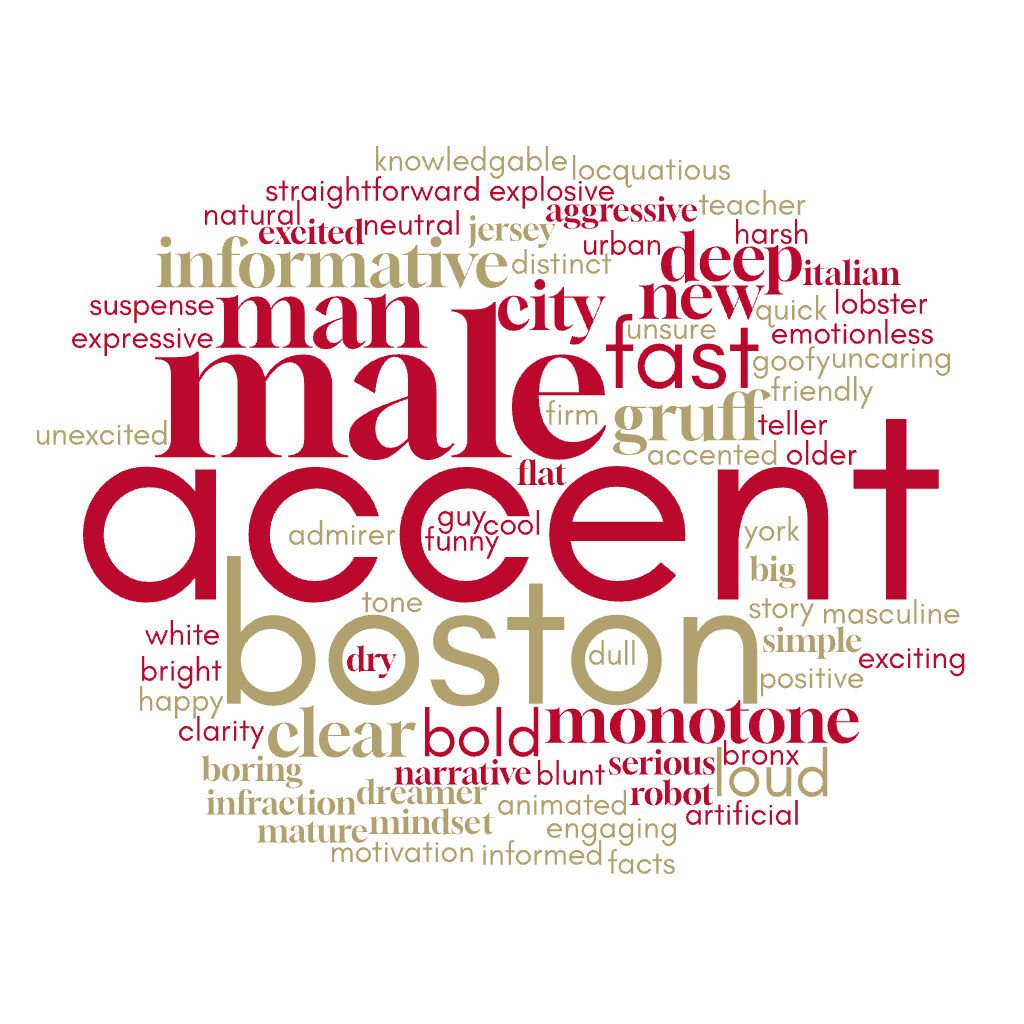 knowledgable locquatious
straightforward explosive
natural excited neutral jersey aggressive teacher
informative distinct urban deep harsh
suspense man city new quick italian lobster
expressive male unsure fast goofy emotionless uncaring
unexcited firm gruff friendly teller
flat accented older
accent
admirer guy cool funny york
big
boston
tone story masculine
white dry dull simple exciting
bright positive
happy
clarity clear bold monotone
boring narrative blunt serious bronx loud
infraction dreamer animated robot artificial
mature mindset engaging
motivation informed facts